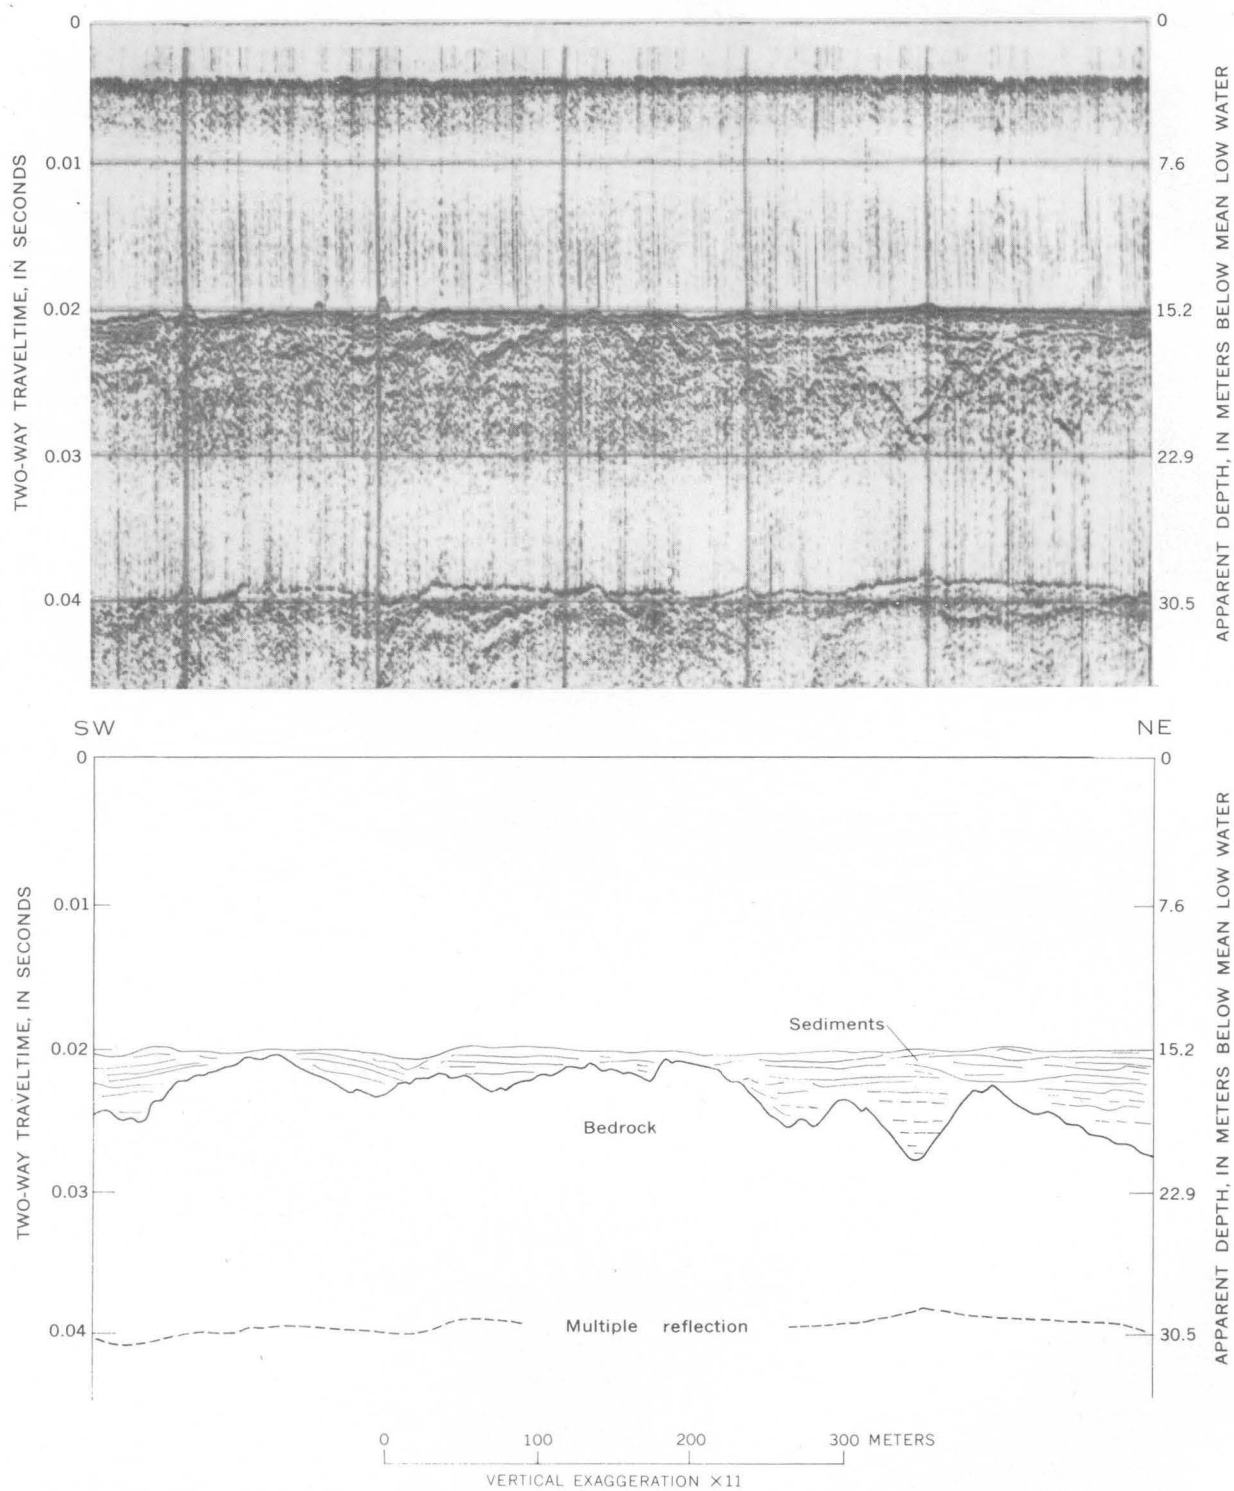 0
0
TWO-WAY TRAVELTIME, IN SECONDS
APPARENT DEPTH, IN METERS BELOW MEAN LOW WATER
0.01
7.6
0.02
15.2
0.03
22.9
0.04
30.5
SW
NE
0
0
TWO-WAY TRAVELTIME, IN SECONDS
APPARENT DEPTH, IN METERS BELOW MEAN LOW WATER
0.01
7.6
Sediments
0.02
15.2
Bedrock
0.03
22.9
Multiple reflection
0.04
30.5
0 100 200 300 METERS
VERTICAL EXAGGERATION ×11